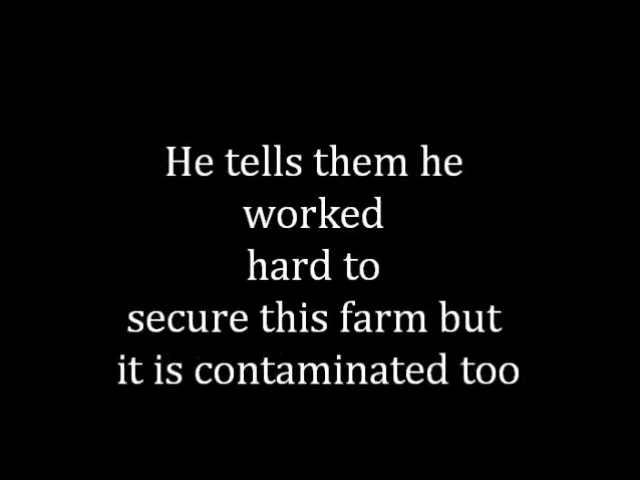 He tells them he
worked
hard to
secure this farm but
it is contaminated too